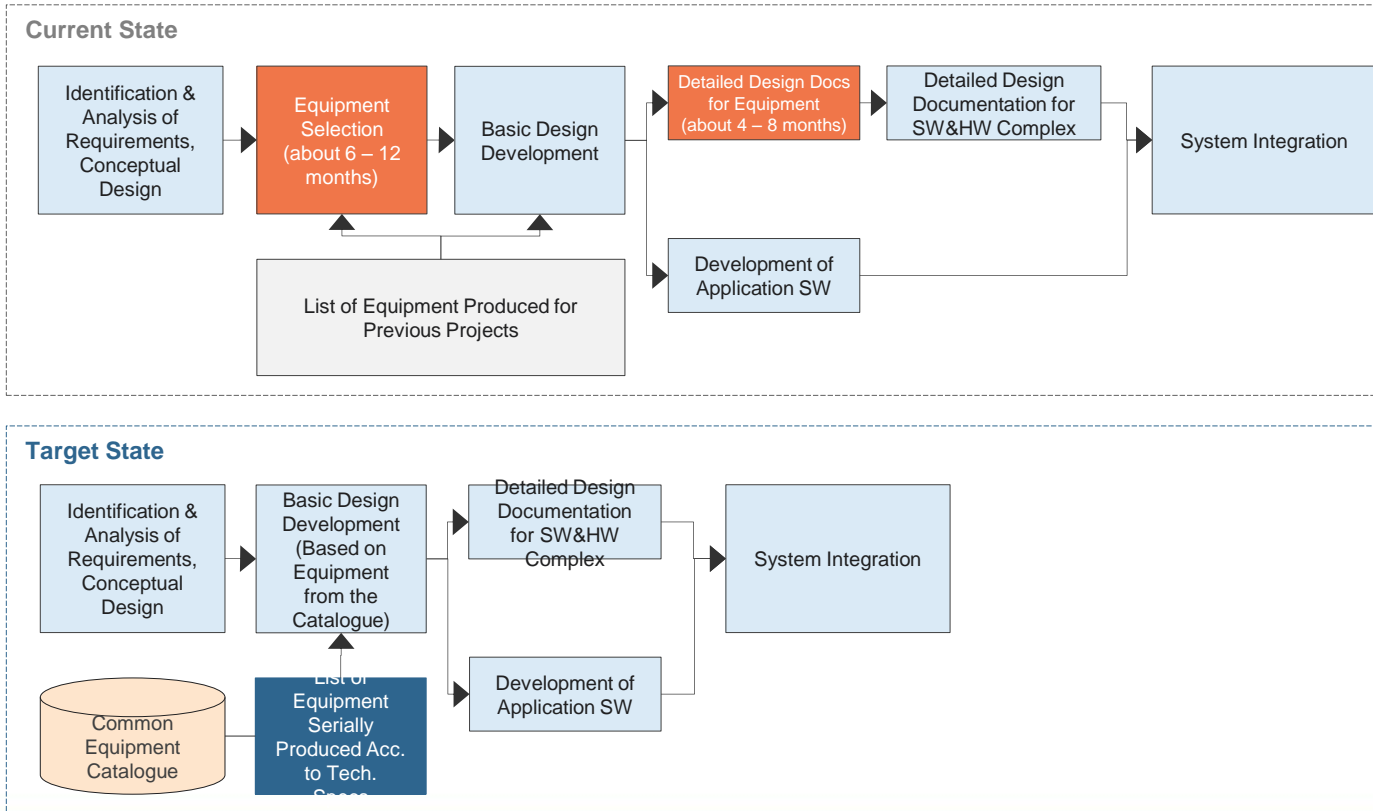 Current State
Identification &
Analysis of
Requirements,
Conceptual
Design
Equipment
Selection
(about 6 – 12
months)
Basic Design
Development
Detailed Design Docs
for Equipment
(about 4 – 8 months)
Detailed Design
Documentation for
SW&HW Complex
System Integration
Development of
Application SW
List of Equipment Produced for
Previous Projects
Target State
Identification &
Analysis of
Requirements,
Conceptual
Design
Basic Design
Development
(Based on
Equipment
from the
Catalogue)
Detailed Design
Documentation
for SW&HW
Complex
System Integration
Development of
Application SW
Common
Equipment
Catalogue
List of
Equipment
Serially
Produced Acc.
to Tech.
Specs